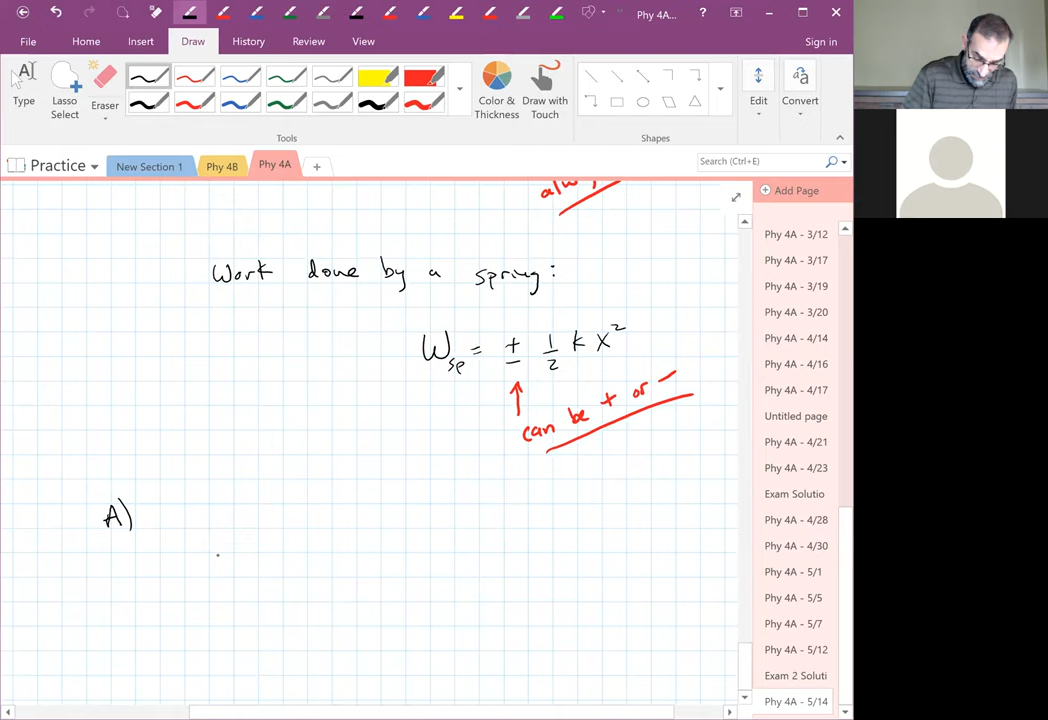 Phy 4A...
?
File
Home
Insert
Draw
History
Review
View
Sign in
Type
Lasso Select
Eraser
Color & Thickness
Draw with Touch
Edit
Convert
Tools
Shapes
Practice
New Section 1
Phy 4B
Phy 4A
+
Search (Ctrl+E)
Add Page
Phy 4A - 3/12
Phy 4A - 3/17
Phy 4A - 3/19
Phy 4A - 3/20
Phy 4A - 4/14
Phy 4A - 4/16
Phy 4A - 4/17
Untitled page
Phy 4A - 4/21
Phy 4A - 4/23
Exam Solutio
Phy 4A - 4/28
Phy 4A - 4/30
Phy 4A - 5/1
Phy 4A - 5/5
Phy 4A - 5/7
Phy 4A - 5/12
Exam 2 Soluti
Phy 4A - 5/14
Work done by a spring:
W_sp = ± 1/2 k x²
can be + or -
A)